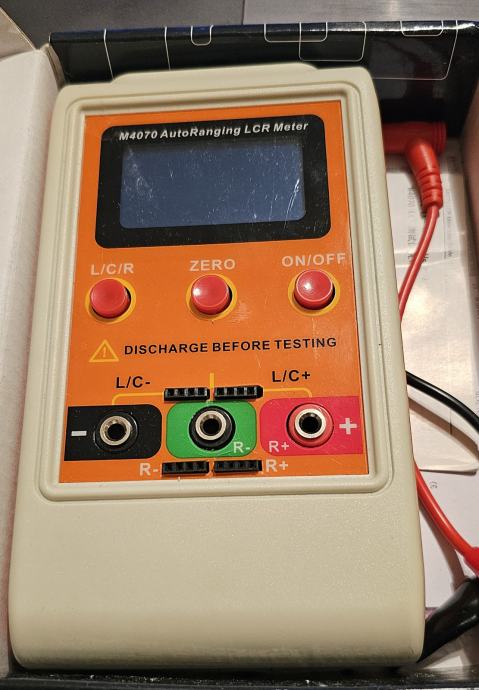 M4070 AutoRanging LCR Meter
L/C/R ZERO ON/OFF
DISCHARGE BEFORE TESTING
L/C- L/C+
- R- R+ +
R- R+